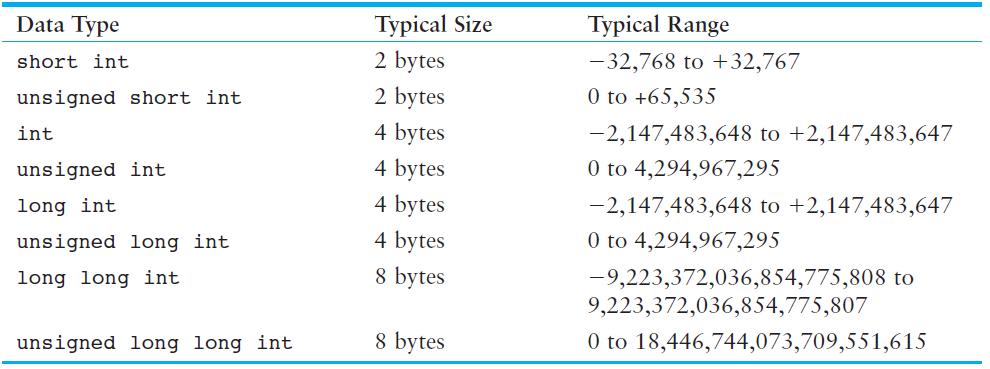 Data Type Typical Size Typical Range
short int 2 bytes −32,768 to +32,767
unsigned short int 2 bytes 0 to +65,535
int 4 bytes −2,147,483,648 to +2,147,483,647
unsigned int 4 bytes 0 to 4,294,967,295
long int 4 bytes −2,147,483,648 to +2,147,483,647
unsigned long int 4 bytes 0 to 4,294,967,295
long long int 8 bytes −9,223,372,036,854,775,808 to
9,223,372,036,854,775,807
unsigned long long int 8 bytes 0 to 18,446,744,073,709,551,615